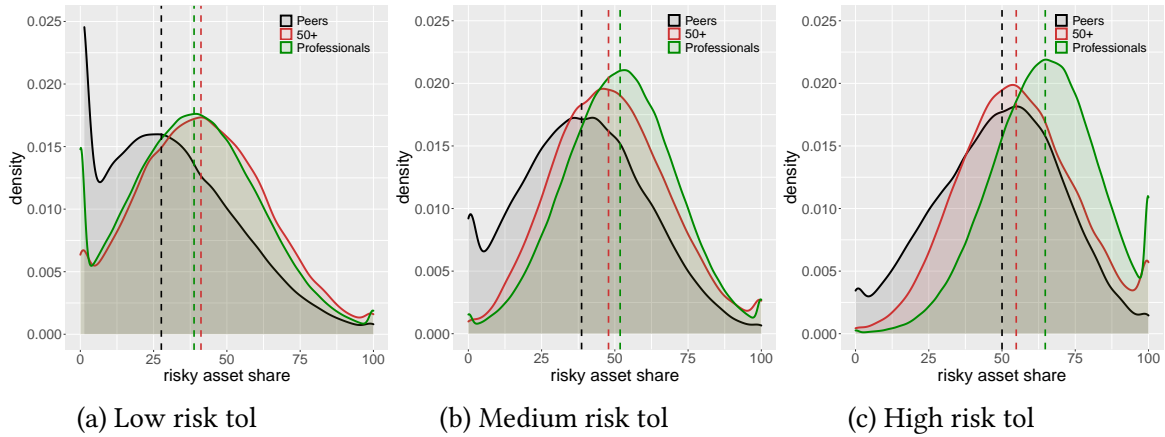 0.025
0.020
0.015
0.010
0.005
0.000
density
0 25 50 75 100
risky asset share
Peers
50+
Professionals
(a) Low risk tol
0.025
0.020
0.015
0.010
0.005
0.000
density
0 25 50 75 100
risky asset share
Peers
50+
Professionals
(b) Medium risk tol
0.025
0.020
0.015
0.010
0.005
0.000
density
0 25 50 75 100
risky asset share
Peers
50+
Professionals
(c) High risk tol